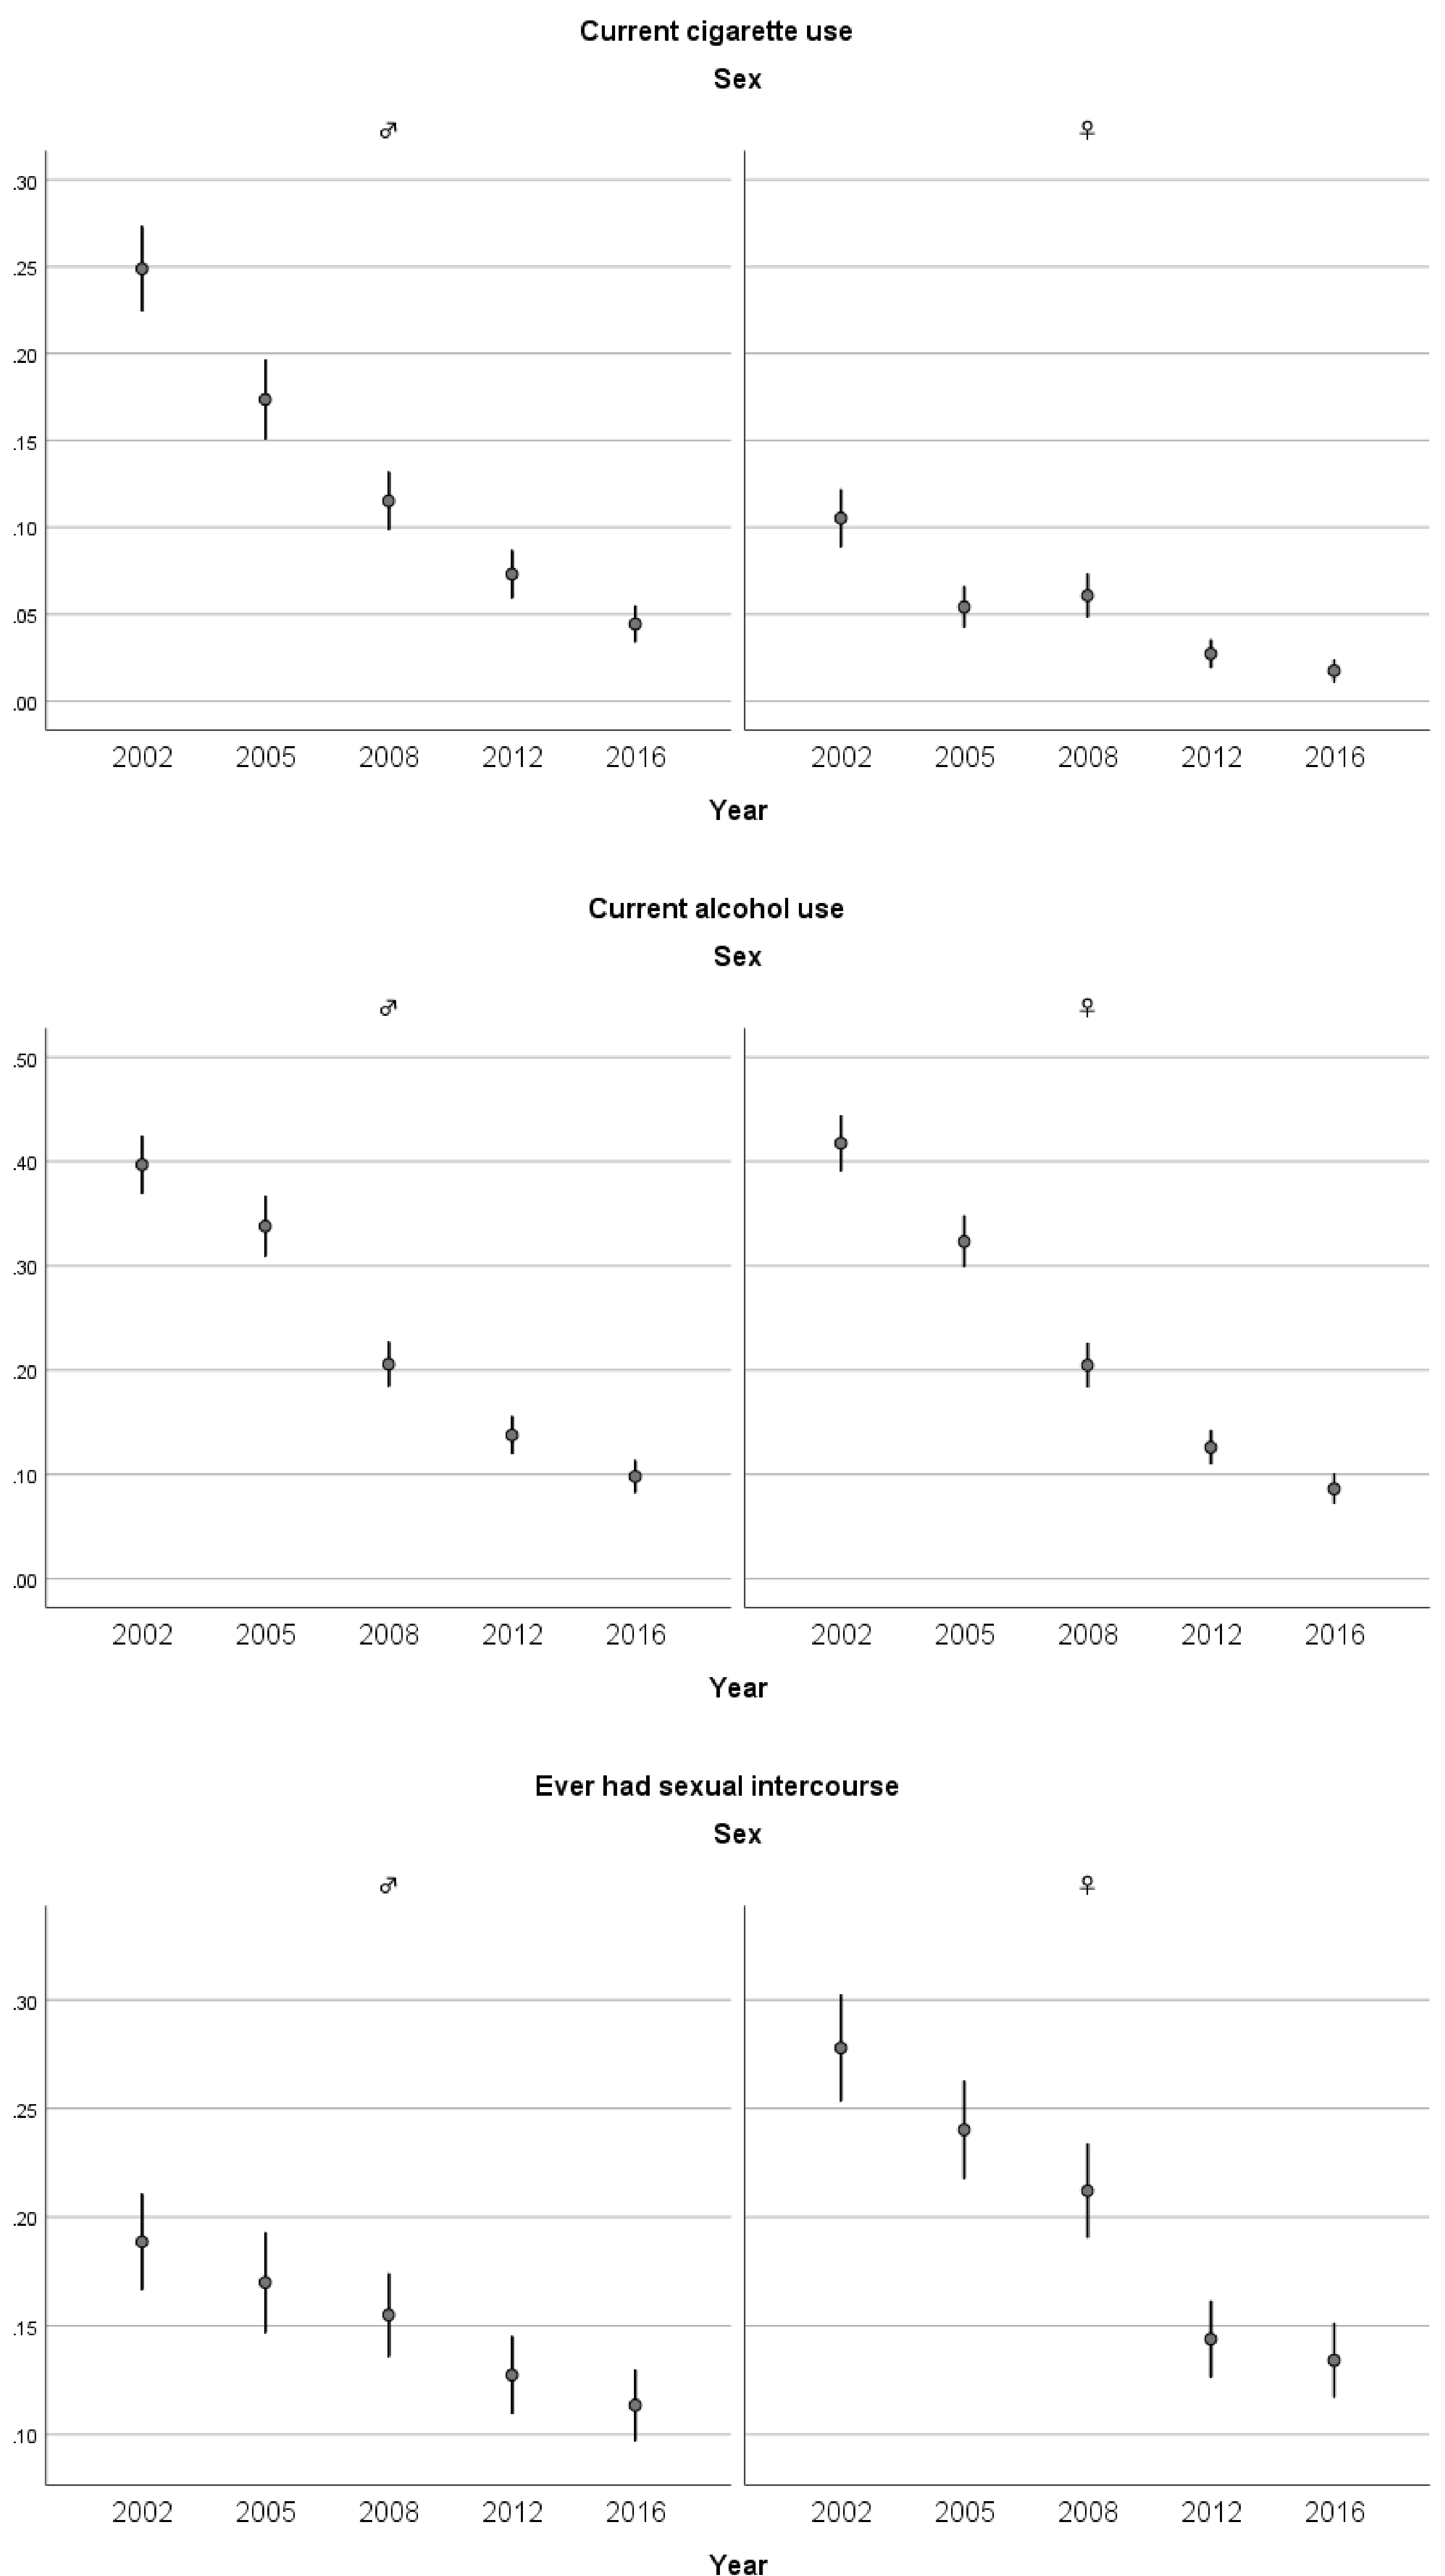 Current cigarette use
Sex
♂ ♀
.30
.25
.20
.15
.10
.05
.00
2002 2005 2008 2012 2016 2002 2005 2008 2012 2016
Year
Current alcohol use
Sex
♂ ♀
.50
.40
.30
.20
.10
.00
2002 2005 2008 2012 2016 2002 2005 2008 2012 2016
Year
Ever had sexual intercourse
Sex
♂ ♀
.30
.25
.20
.15
.10
2002 2005 2008 2012 2016 2002 2005 2008 2012 2016
Year